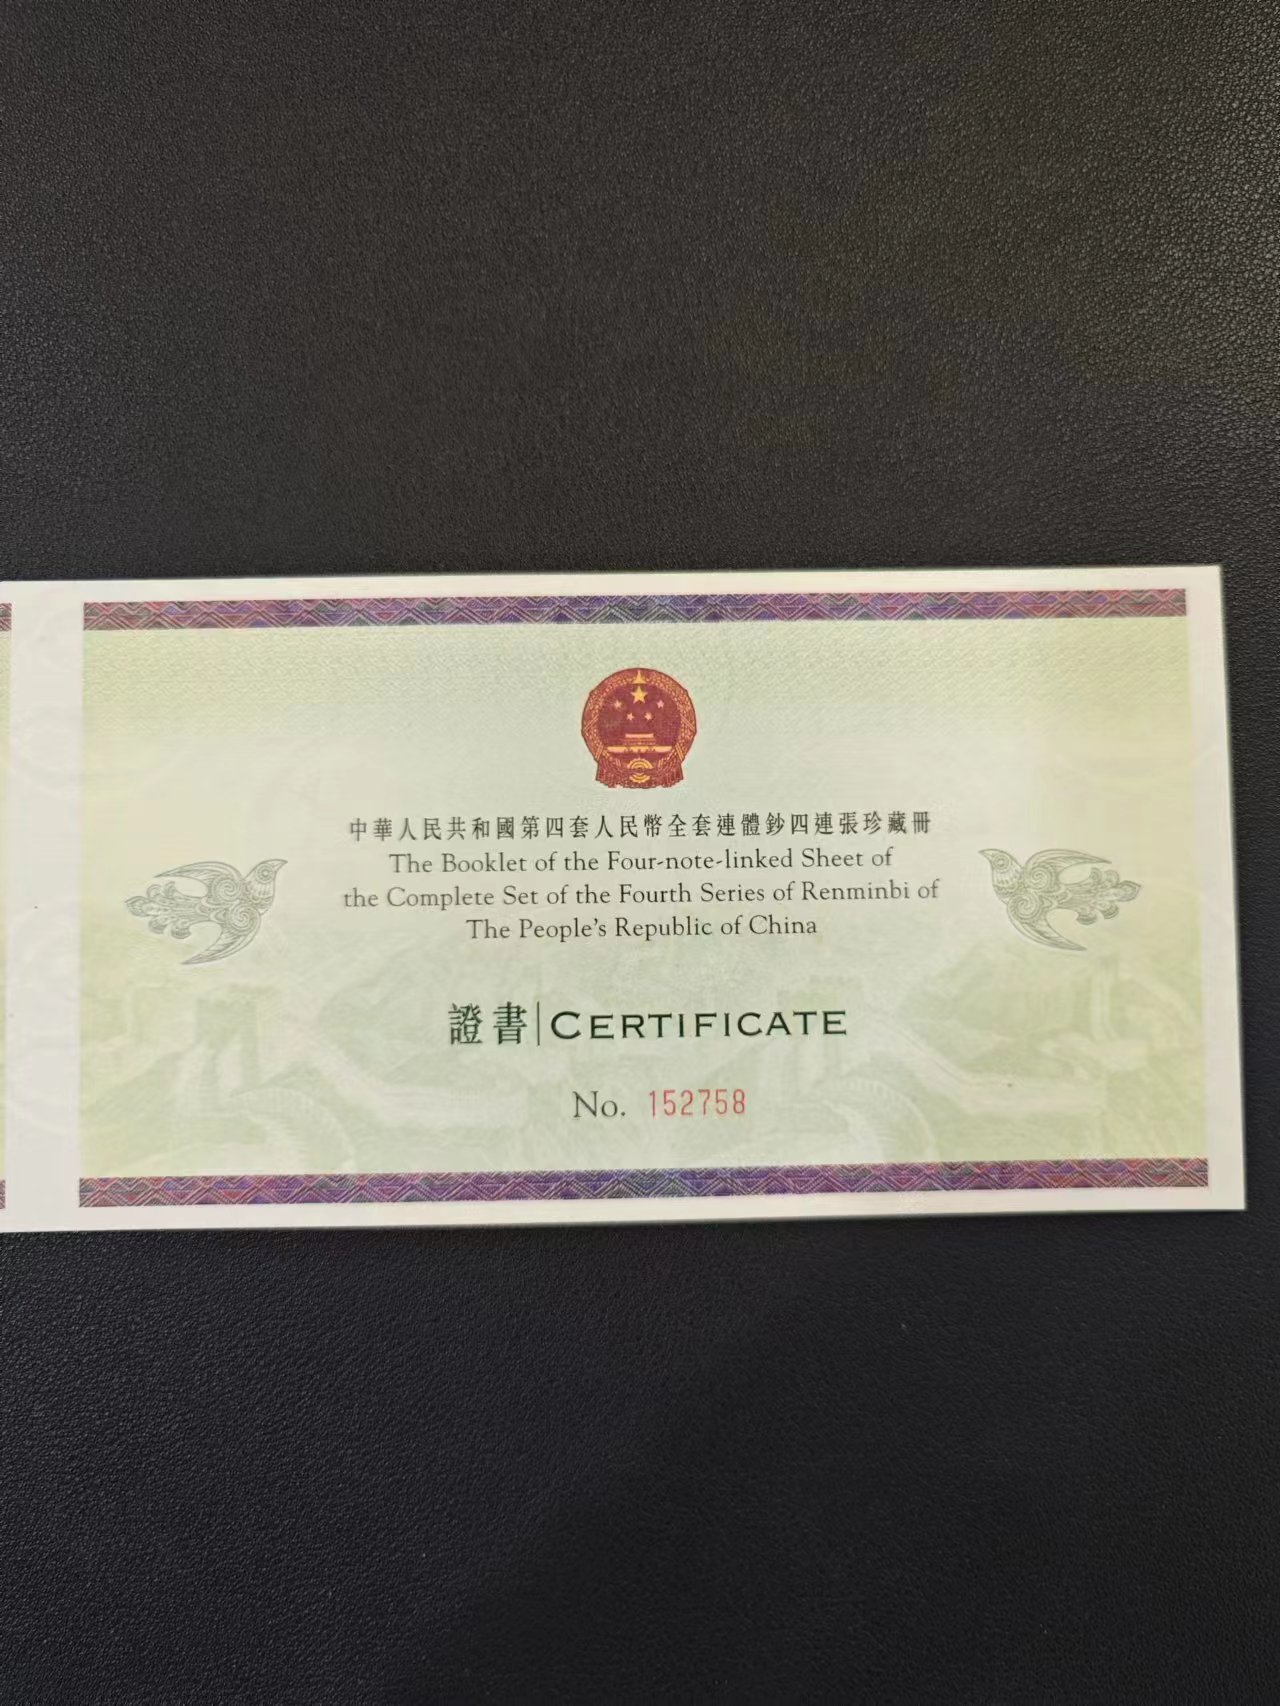 中華人民共和國第四套人民幣全套連體鈔四連張珍藏冊
The Booklet of the Four-note-linked Sheet of
the Complete Set of the Fourth Series of Renminbi of
The People's Republic of China
證書|CERTIFICATE
No. 152758